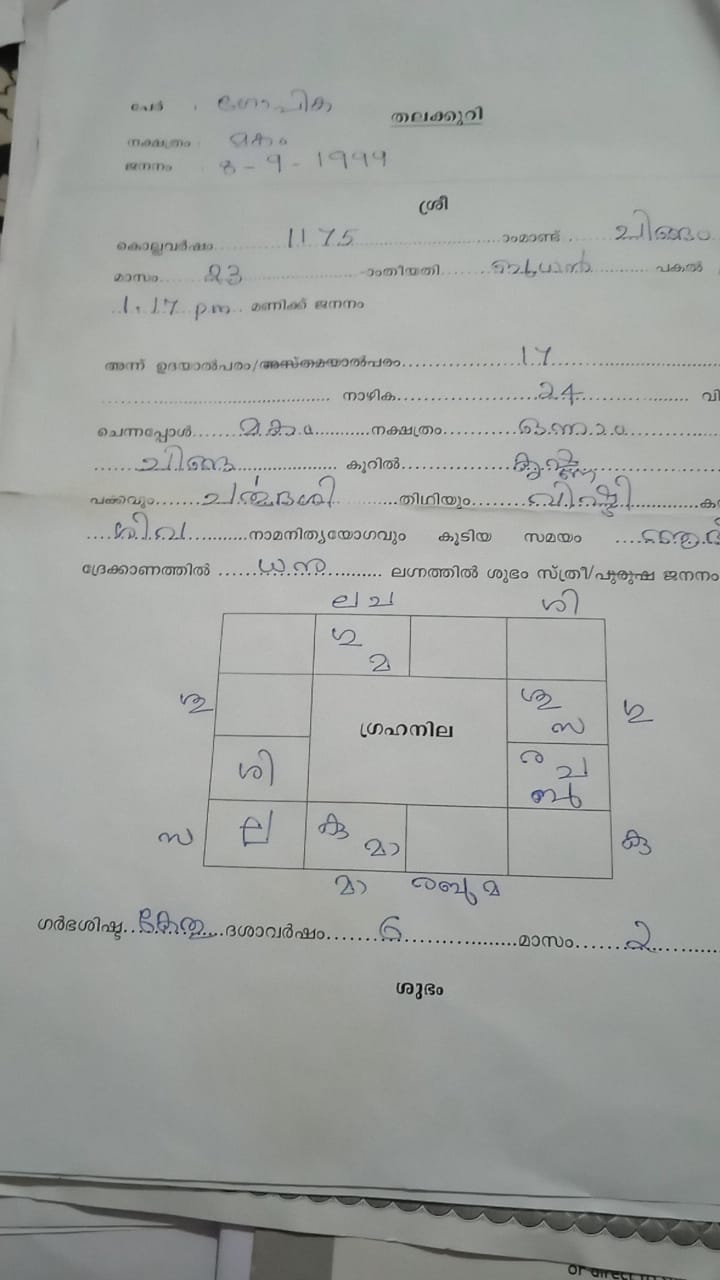 പേര് : ഗോപിക
തലക്കുറി
നക്ഷത്രം : മകം
ജനനം : 8-9-1999
ശ്രീ
കൊല്ലവർഷം 1175 ാംമാണ്ട് ചിങ്ങം
മാസം 23 ാംതിയതി ബുധൻ പകൽ
1.17 pm മണിക്ക് ജനനം
അന്ന് ഉദയാൽപരം/അസ്തമയാൽപരം 17
നാഴിക 24 വി
ചെന്നപ്പോൾ മകം നക്ഷത്രം ഒന്നാം
ചിങ്ങ കൂറിൽ കൃഷ്ണ
പക്ഷവും ചതുർദശി തിഥിയും വിഷ്ടി ക
ശിവ നാമനിത്യയോഗവും കൂടിയ സമയം
ദ്രേക്കാണത്തിൽ ധനു ലഗ്നത്തിൽ ശുഭം സ്ത്രീ/പുരുഷ ജനനം
ല ച ശി
ഗു മ
ശു ശു സ ഗു
ഗ്രഹനില
ശി ര ച ബു
സ ല കു മാ കു
മാ ര ബു മ
ഗർഭശിഷ്ട കേതു ദശാവർഷം 6 മാസം 2
ശുഭം
or direct